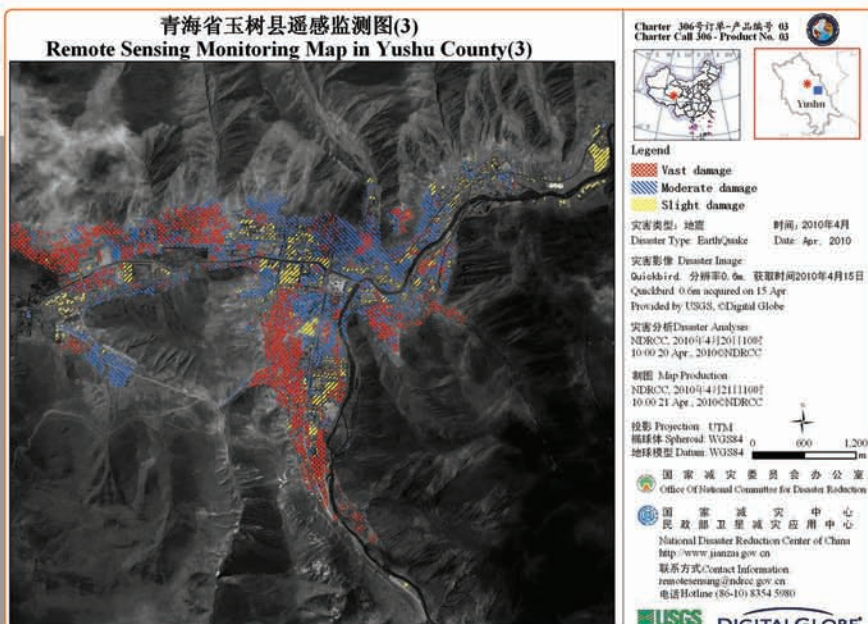 青海省玉树县遥感监测图(3)
Remote Sensing Monitoring Map in Yushu County(3)
Charter 306号订单-产品编号 03
Charter Call 306 - Product No. 03
Yushu
Legend
Vast damage
Moderate damage
Slight damage
灾害类型：地震 时间：2010年4月
Disaster Type: EarthQuake Date: Apr, 2010
灾害影像 Disaster Image
Quickbird, 分辨率0.6m, 获取时间2010年4月15日
Quickbird 0.6m acquired on 15 Apr
Provided by USGS, ©Digital Globe
灾害分析Disaster Analysis
NDRCC, 2010年4月20日10时
10:00 20 Apr., 2010©NDRCC
制图 Map Production
NDRCC, 2010年4月21日10时
10:00 21 Apr., 2010©NDRCC
投影 Projection: UTM
椭球体 Spheroid: WGS84
地球模型 Datum: WGS84
N
0 600 1,200
m
国家减灾委员会办公室
Office Of National Committee for Disaster Reduction
国家减灾中心
民政部卫星减灾应用中心
National Disaster Reduction Center of China
http://www.jianzai.gov.cn
联系方式Contact Information:
remotesensing@ndrcc.gov.cn
电话Hotline (86-10) 8354 5980
USGS DIGITALGLOBE